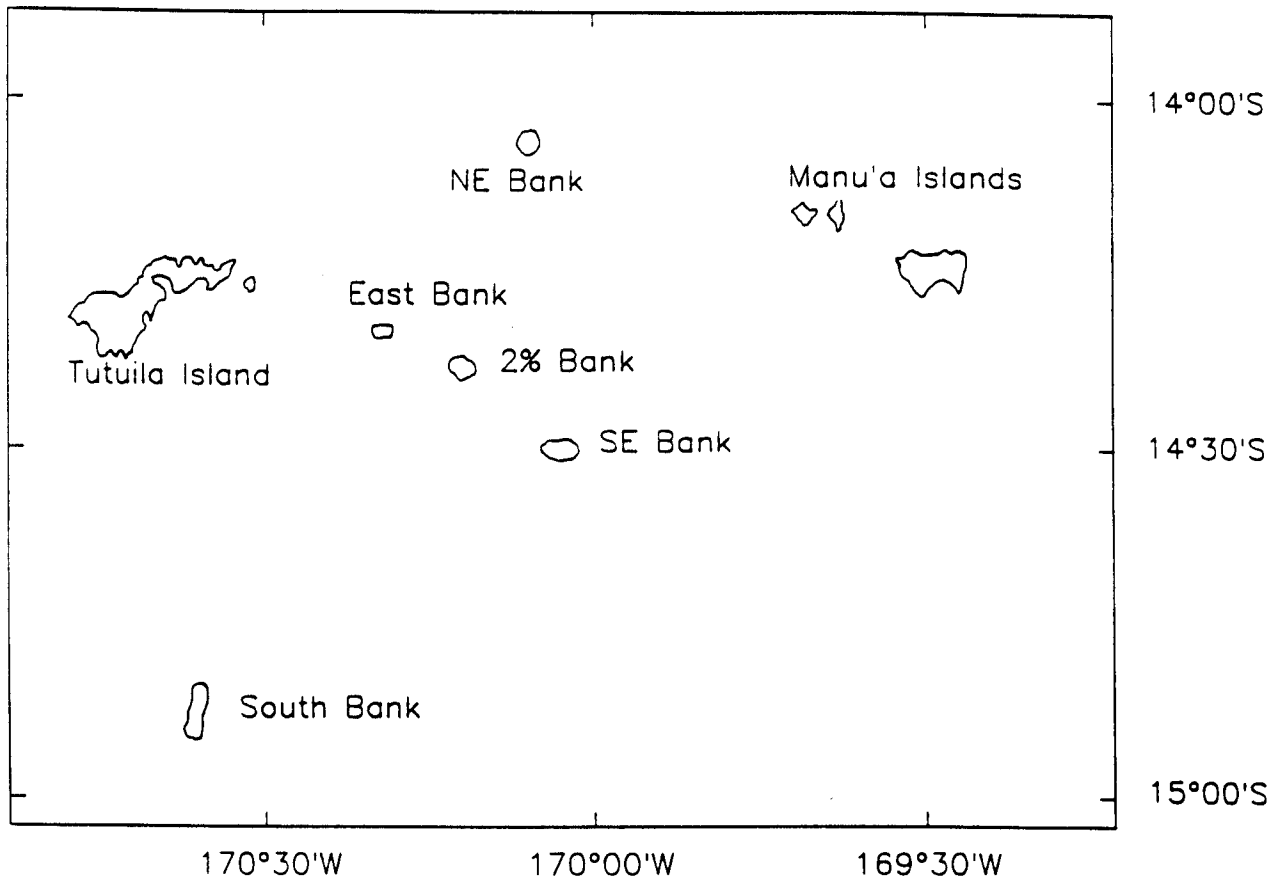 14°00'S
NE Bank
Manu'a Islands
East Bank
2% Bank
Tutuila Island
SE Bank
14°30'S
South Bank
15°00'S
170°30'W
170°00'W
169°30'W